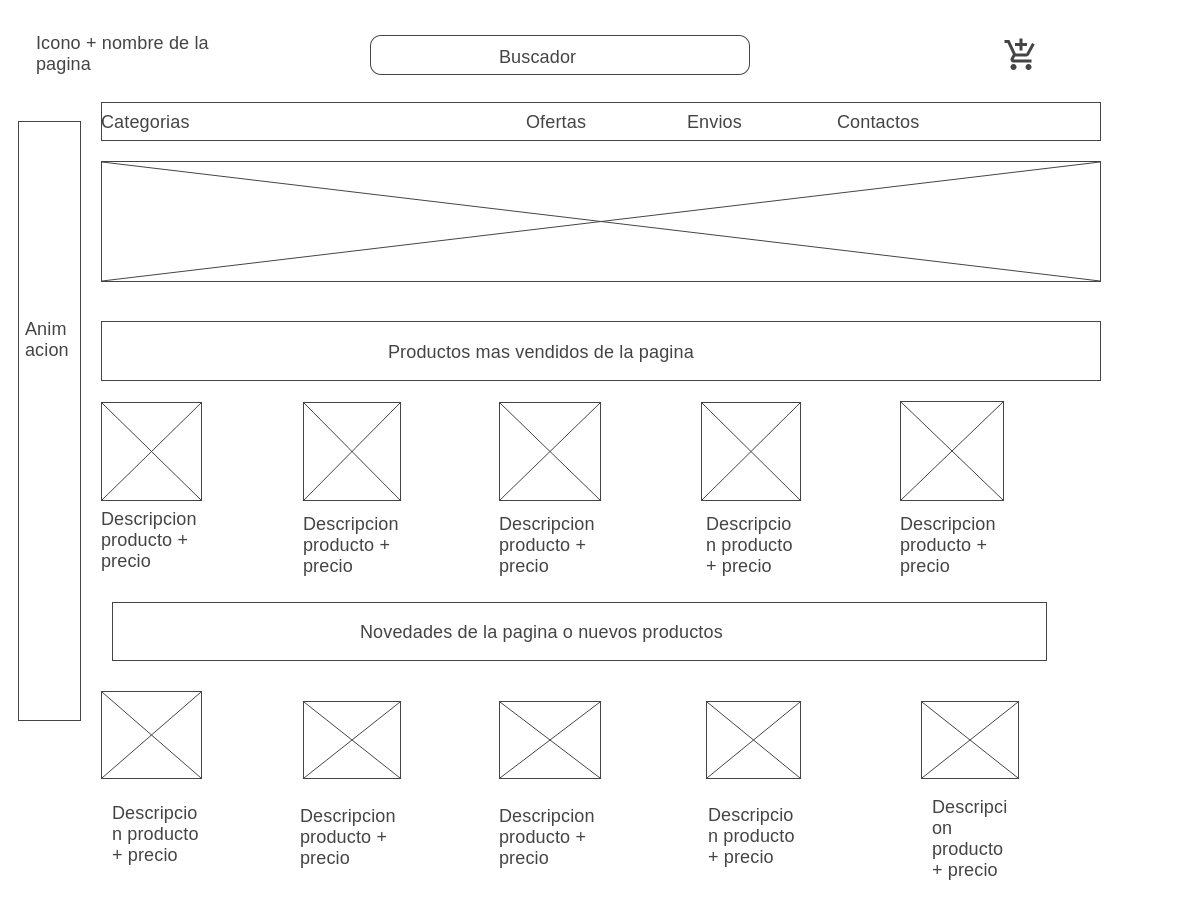 Icono + nombre de la
pagina
Buscador
Categorias
Ofertas
Envios
Contactos
Anim
acion
Productos mas vendidos de la pagina
Descripcion
producto +
precio
Descripcion
producto +
precio
Descripcion
producto +
precio
Descripcio
n producto
+ precio
Descripcion
producto +
precio
Novedades de la pagina o nuevos productos
Descripcio
n producto
+ precio
Descripcion
producto +
precio
Descripcion
producto +
precio
Descripcio
n producto
+ precio
Descripci
on
producto
+ precio